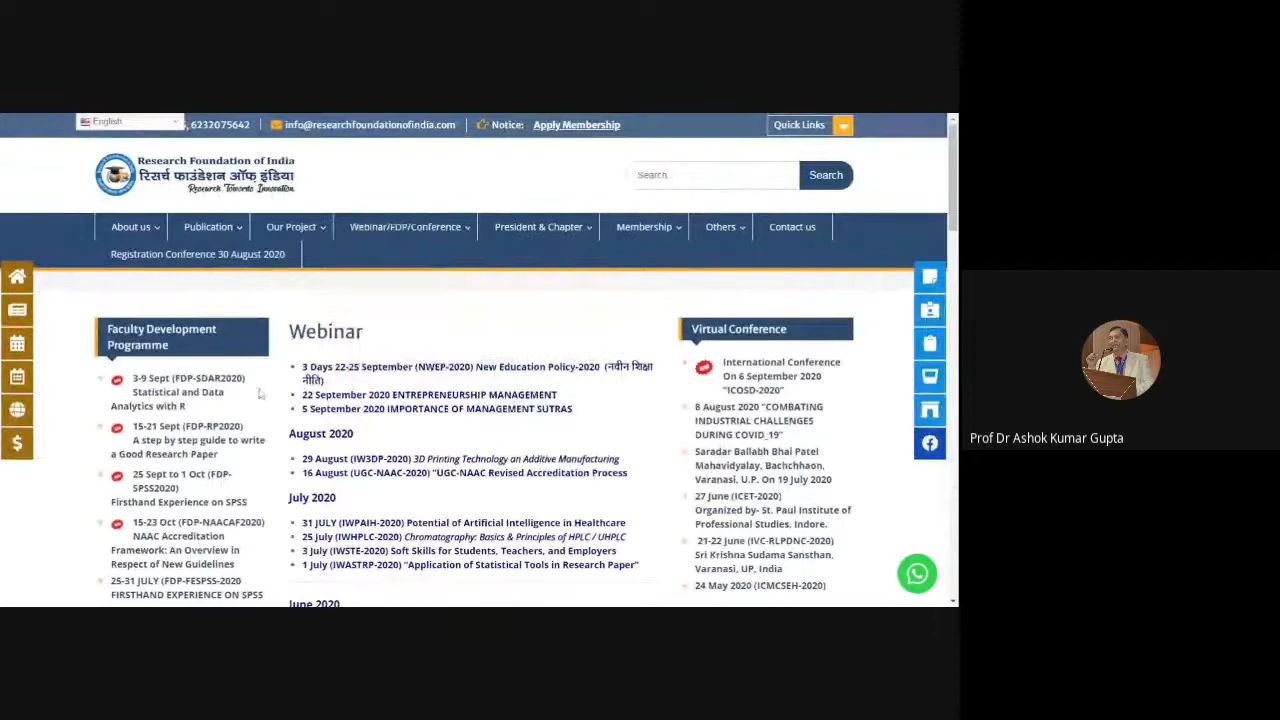 English
, 6232075642
info@researchfoundationofindia.com
Notice: Apply Membership
Quick Links
Research Foundation of India
रिसर्च फाउंडेशन ऑफ़ इंडिया
Research Towards Innovation
Search
Search
About us
Publication
Our Project
Webinar/FDP/Conference
President & Chapter
Membership
Others
Contact us
Registration Conference 30 August 2020
Faculty Development
Programme
3-9 Sept (FDP-SDAR2020)
Statistical and Data
Analytics with R
15-21 Sept (FDP-RP2020)
A step by step guide to write
a Good Research Paper
25 Sept to 1 Oct (FDP-
SPSS2020)
Firsthand Experience on SPSS
15-23 Oct (FDP-NAACAF2020)
NAAC Accreditation
Framework: An Overview in
Respect of New Guidelines
25-31 JULY (FDP-FESPSS-2020
FIRSTHAND EXPERIENCE ON SPSS
Webinar
3 Days 22-25 September (NWEP-2020) New Education Policy-2020 (नवीन शिक्षा
नीति)
22 September 2020 ENTREPRENEURSHIP MANAGEMENT
5 September 2020 IMPORTANCE OF MANAGEMENT SUTRAS
August 2020
29 August (IW3DP-2020) 3D Printing Technology an Additive Manufacturing
16 August (UGC-NAAC-2020) "UGC-NAAC Revised Accreditation Process
July 2020
31 JULY (IWPAIH-2020) Potential of Artificial Intelligence in Healthcare
25 July (IWHPLC-2020) Chromatography: Basics & Principles of HPLC / UHPLC
3 July (IWSTE-2020) Soft Skills for Students, Teachers, and Employers
1 July (IWASTRP-2020) "Application of Statistical Tools in Research Paper"
June 2020
Virtual Conference
International Conference
On 6 September 2020
"ICOSD-2020"
8 August 2020 "COMBATING
INDUSTRIAL CHALLENGES
DURING COVID_19"
Saradar Ballabh Bhai Patel
Mahavidyalay, Bachchhaon,
Varanasi, U.P. On 19 July 2020
27 June (ICET-2020)
Organized by- St. Paul Institute of
Professional Studies, Indore.
21-22 June (IVC-RLPDNC-2020)
Sri Krishna Sudama Sansthan,
Varanasi, UP, India
24 May 2020 (ICMCSEH-2020)
Prof Dr Ashok Kumar Gupta